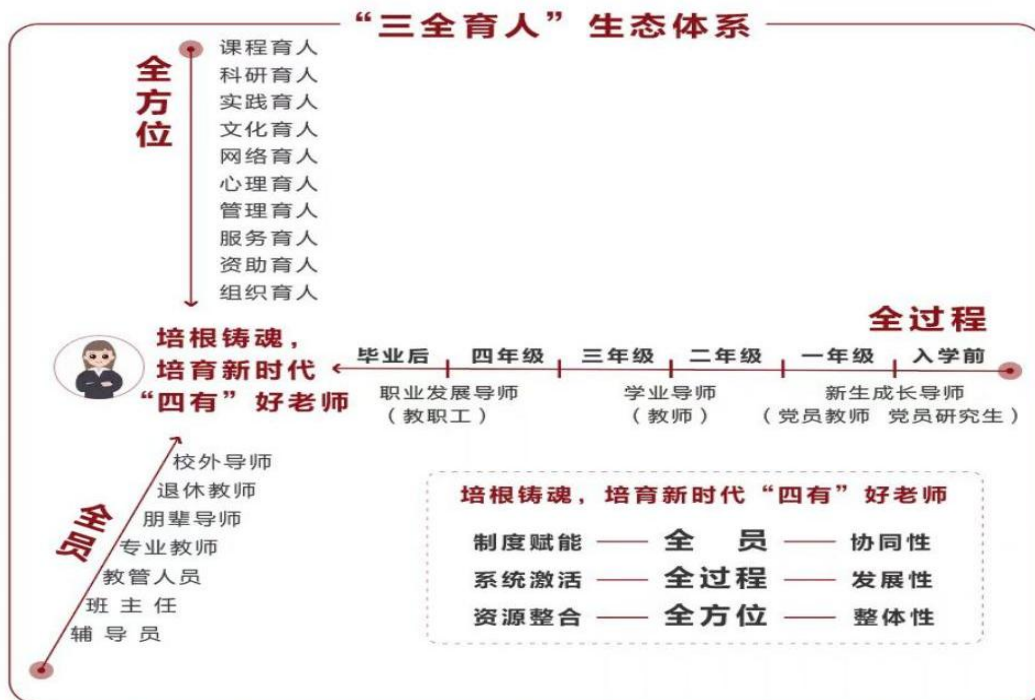 “三全育人”生态体系
全方位
课程育人
科研育人
实践育人
文化育人
网络育人
心理育人
管理育人
服务育人
资助育人
组织育人
培根铸魂，
培育新时代
“四有”好老师
全过程
毕业后 四年级 三年级 二年级 一年级 入学前
职业发展导师 学业导师 新生成长导师
（教职工） （教师） （党员教师 党员研究生）
全员
校外导师
退休教师
朋辈导师
专业教师
教管人员
班主任
辅导员
培根铸魂，培育新时代“四有”好老师
制度赋能 全员 协同性
系统激活 全过程 发展性
资源整合 全方位 整体性